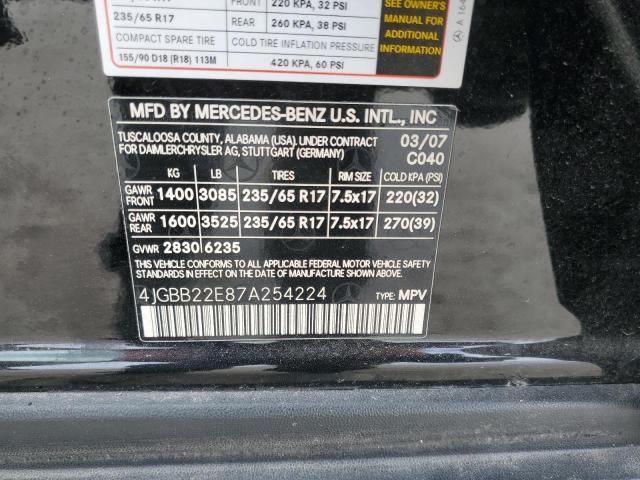 FRONT 220 KPA, 32 PSI
235/65 R17 REAR 260 KPA, 38 PSI
COMPACT SPARE TIRE COLD TIRE INFLATION PRESSURE
155/90 D18 (R18) 113M 420 KPA, 60 PSI
SEE OWNER'S
MANUAL FOR
ADDITIONAL
INFORMATION
MFD BY MERCEDES-BENZ U.S. INTL., INC
TUSCALOOSA COUNTY, ALABAMA (USA). UNDER CONTRACT 03/07
FOR DAIMLERCHRYSLER AG, STUTTGART (GERMANY) C040
KG LB TIRES RIM SIZE COLD KPA (PSI)
GAWR FRONT 1400 3085 235/65 R17 7.5x17 220(32)
GAWR REAR 1600 3525 235/65 R17 7.5x17 270(39)
GVWR 2830 6235
THIS VEHICLE CONFORMS TO ALL APPLICABLE FEDERAL MOTOR VEHICLE SAFETY
STANDARDS IN EFFECT ON THE DATE OF MANUFACTURE SHOWN ABOVE.
4JGBB22E87A254224 TYPE: MPV